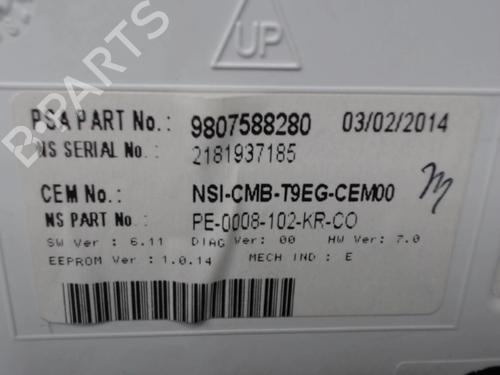 UP
PSA PART No.: 9807588280 03/02/2014
NS SERIAL No.: 2181937185
CEM No.: NSI-CMB-T9EG-CEM00
NS PART No.: PE-0008-102-KR-CO
SW Ver : 6.11 DIAG Ver : 00 HW Ver : 7.0
EEPROM Ver : 1.0.14 MECH IND : E
B-PARTS